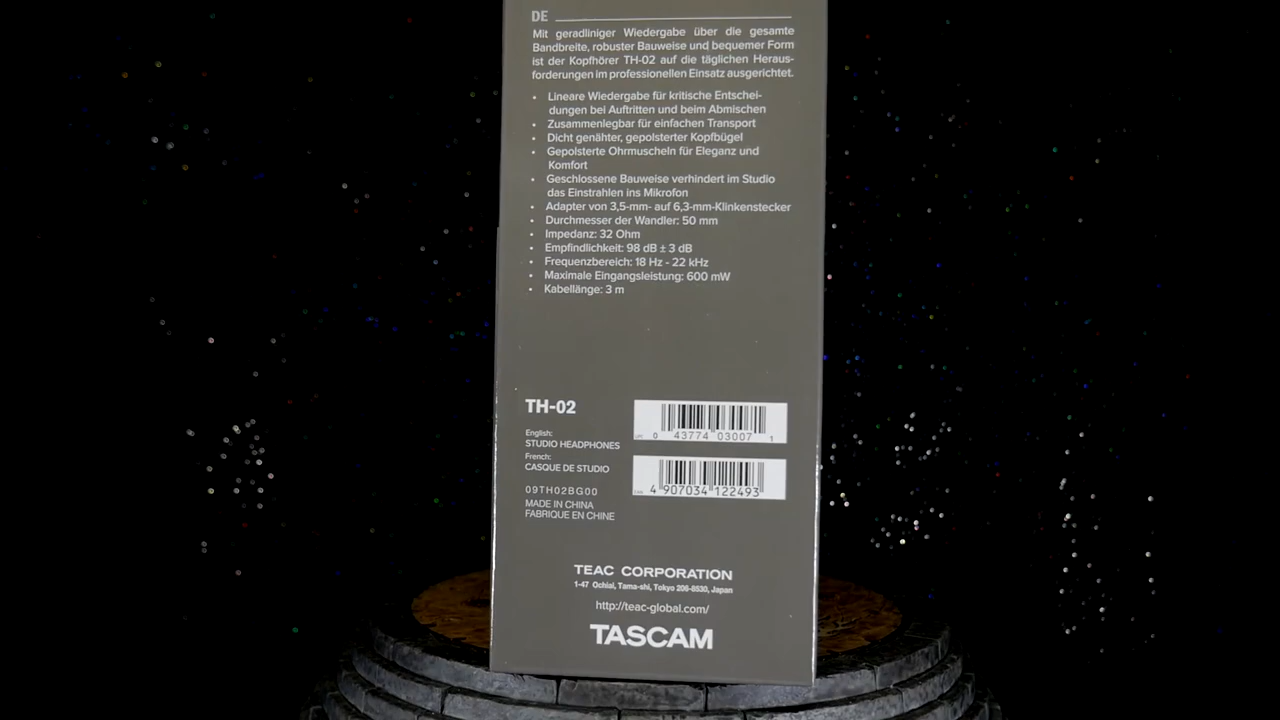 DE
Mit geradliniger Wiedergabe über die gesamte
Bandbreite, robuster Bauweise und bequemer Form
ist der Kopfhörer TH-02 auf die täglichen Heraus-
forderungen im professionellen Einsatz ausgerichtet.
• Lineare Wiedergabe für kritische Entschei-
dungen bei Auftritten und beim Abmischen
• Zusammenlegbar für einfachen Transport
• Dicht genähter, gepolsterter Kopfbügel
• Gepolsterte Ohrmuscheln für Eleganz und
Komfort
• Geschlossene Bauweise verhindert im Studio
das Einstrahlen ins Mikrofon
• Adapter von 3,5-mm- auf 6,3-mm-Klinkenstecker
• Durchmesser der Wandler: 50 mm
• Impedanz: 32 Ohm
• Empfindlichkeit: 98 dB ± 3 dB
• Frequenzbereich: 18 Hz - 22 kHz
• Maximale Eingangsleistung: 600 mW
• Kabellänge: 3 m
TH-02
English:
STUDIO HEADPHONES
French:
CASQUE DE STUDIO
09TH02BG00
MADE IN CHINA
FABRIQUE EN CHINE
0 43774 03007 1
4 907034 122493
TEAC CORPORATION
1-47 Ochiai, Tama-shi, Tokyo 206-8530, Japan
http://teac-global.com/
TASCAM